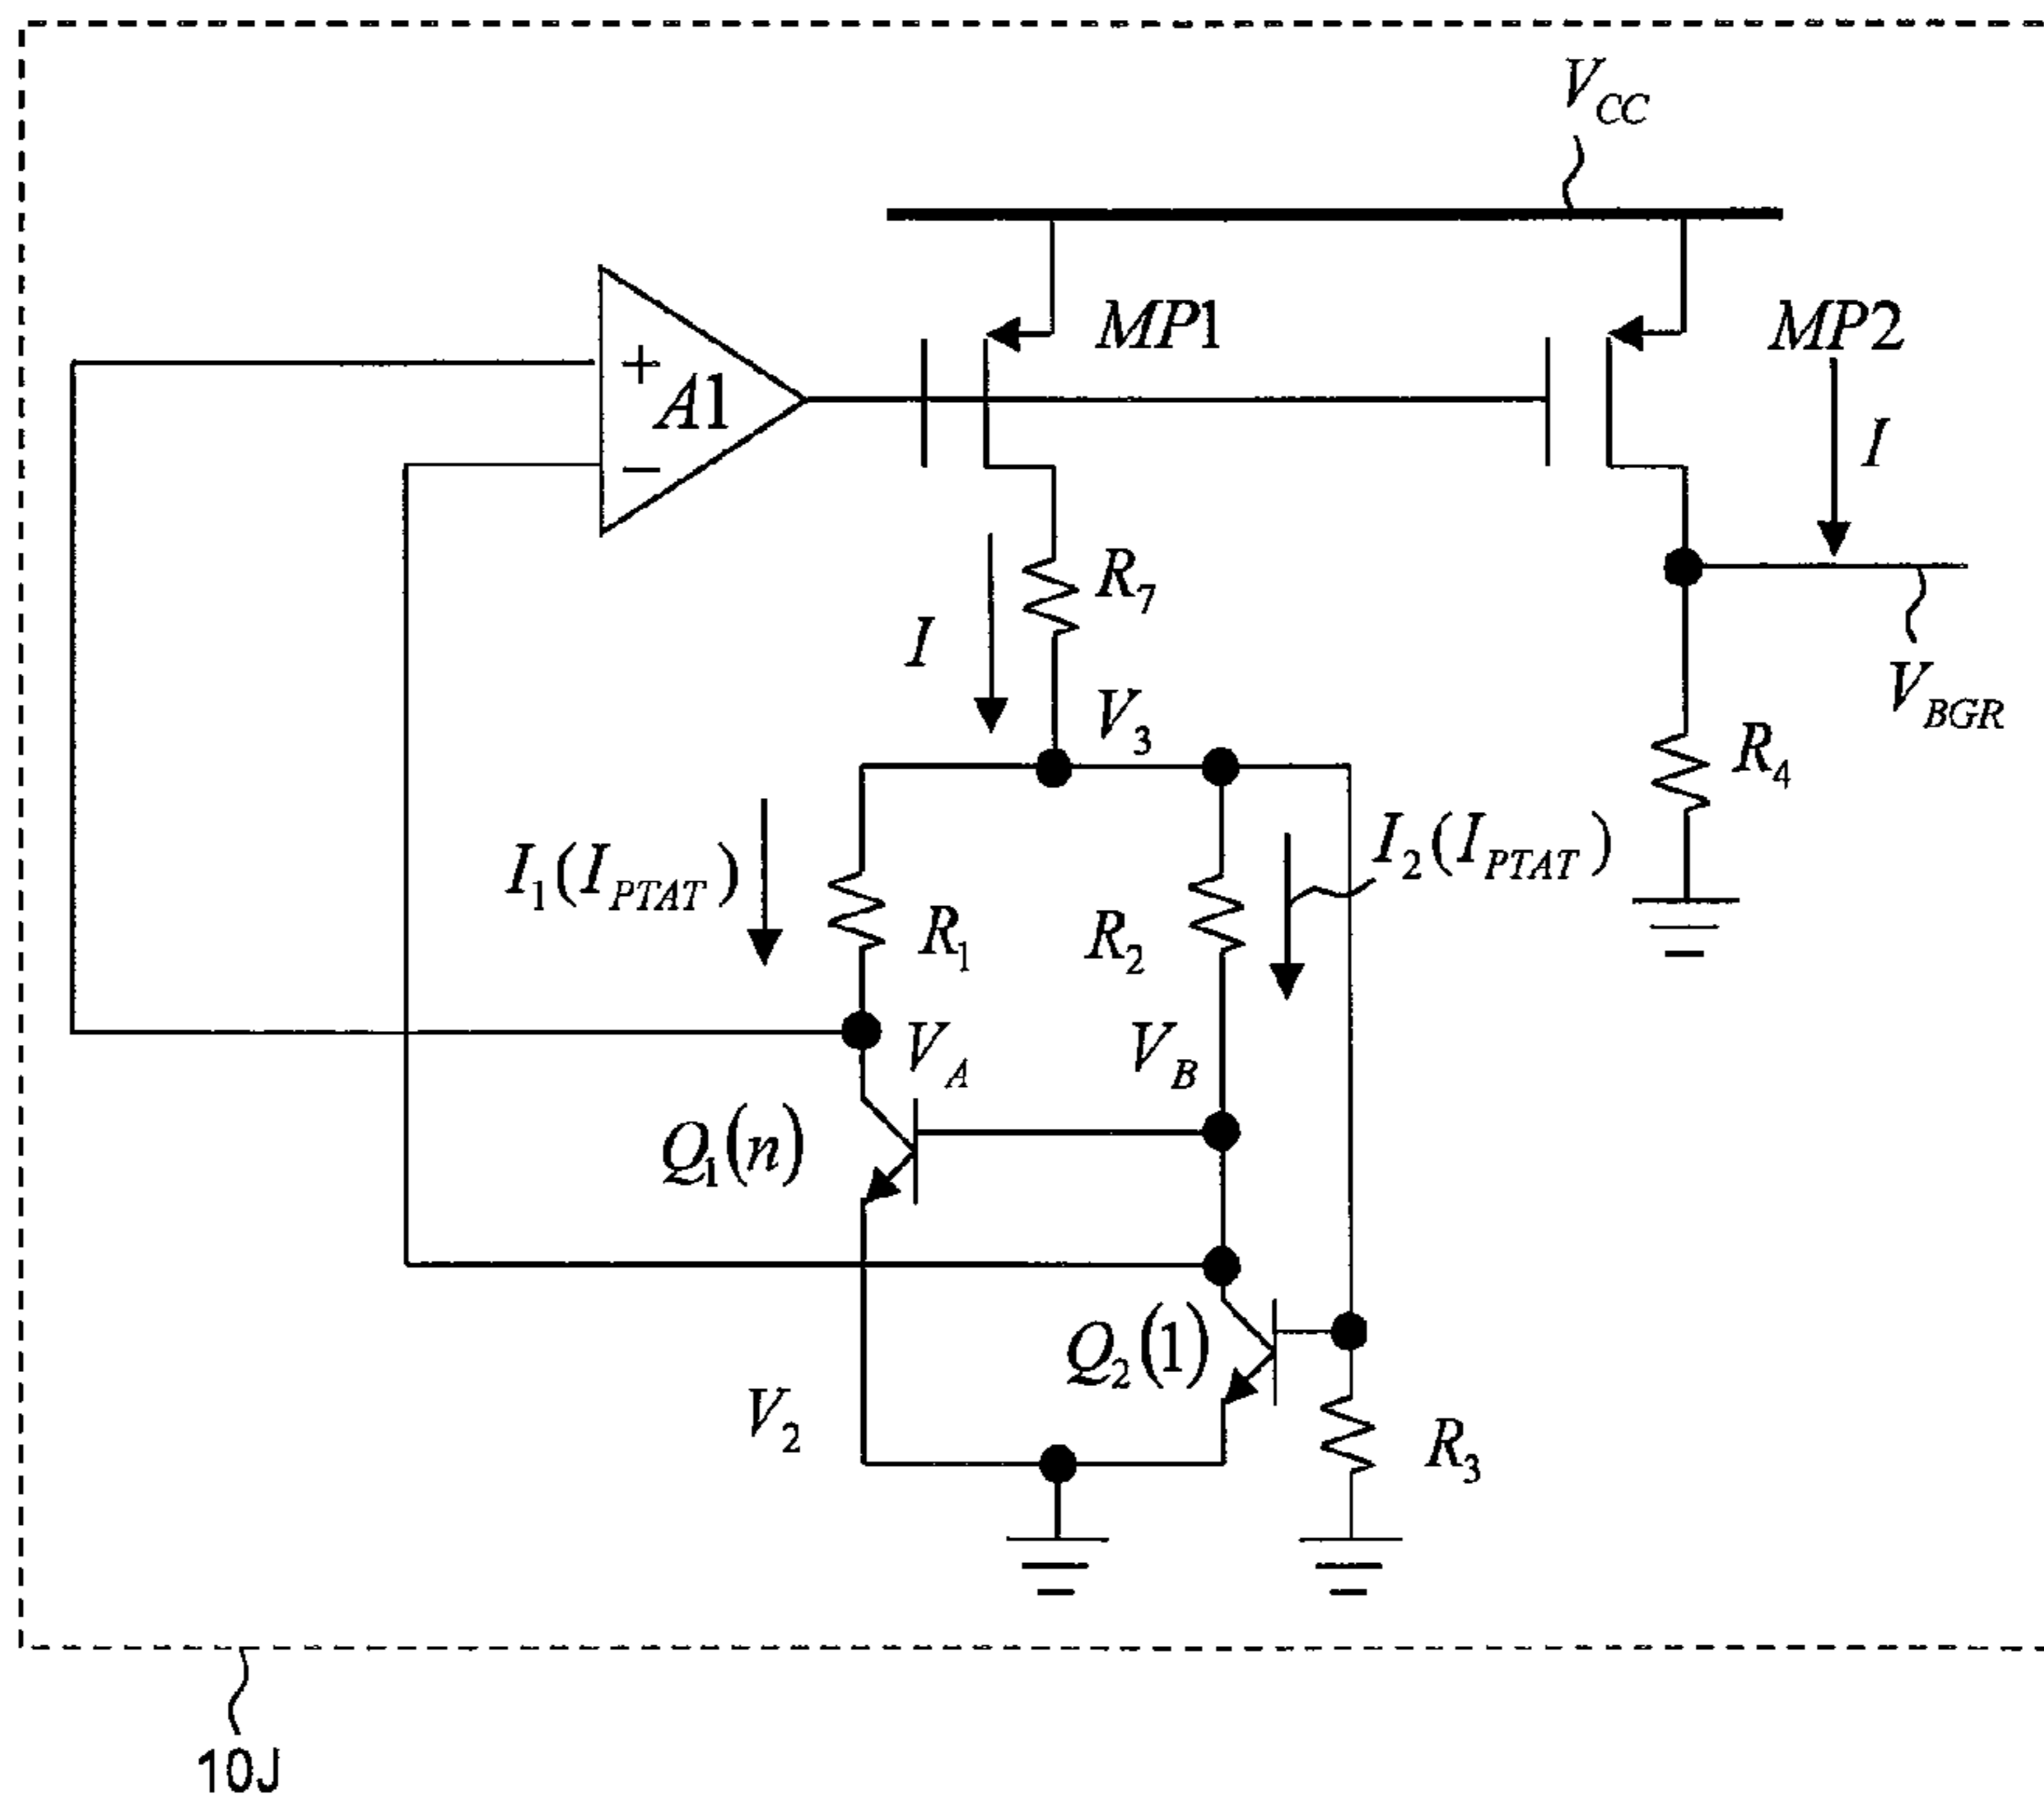 V_CC
MP1
MP2
+
A1
−
I
R_7
I
V_3
V_BGR
R_4
I_1(I_PTAT)
I_2(I_PTAT)
R_1
R_2
V_A
V_B
Q_1(n)
Q_2(1)
V_2
R_3
10J